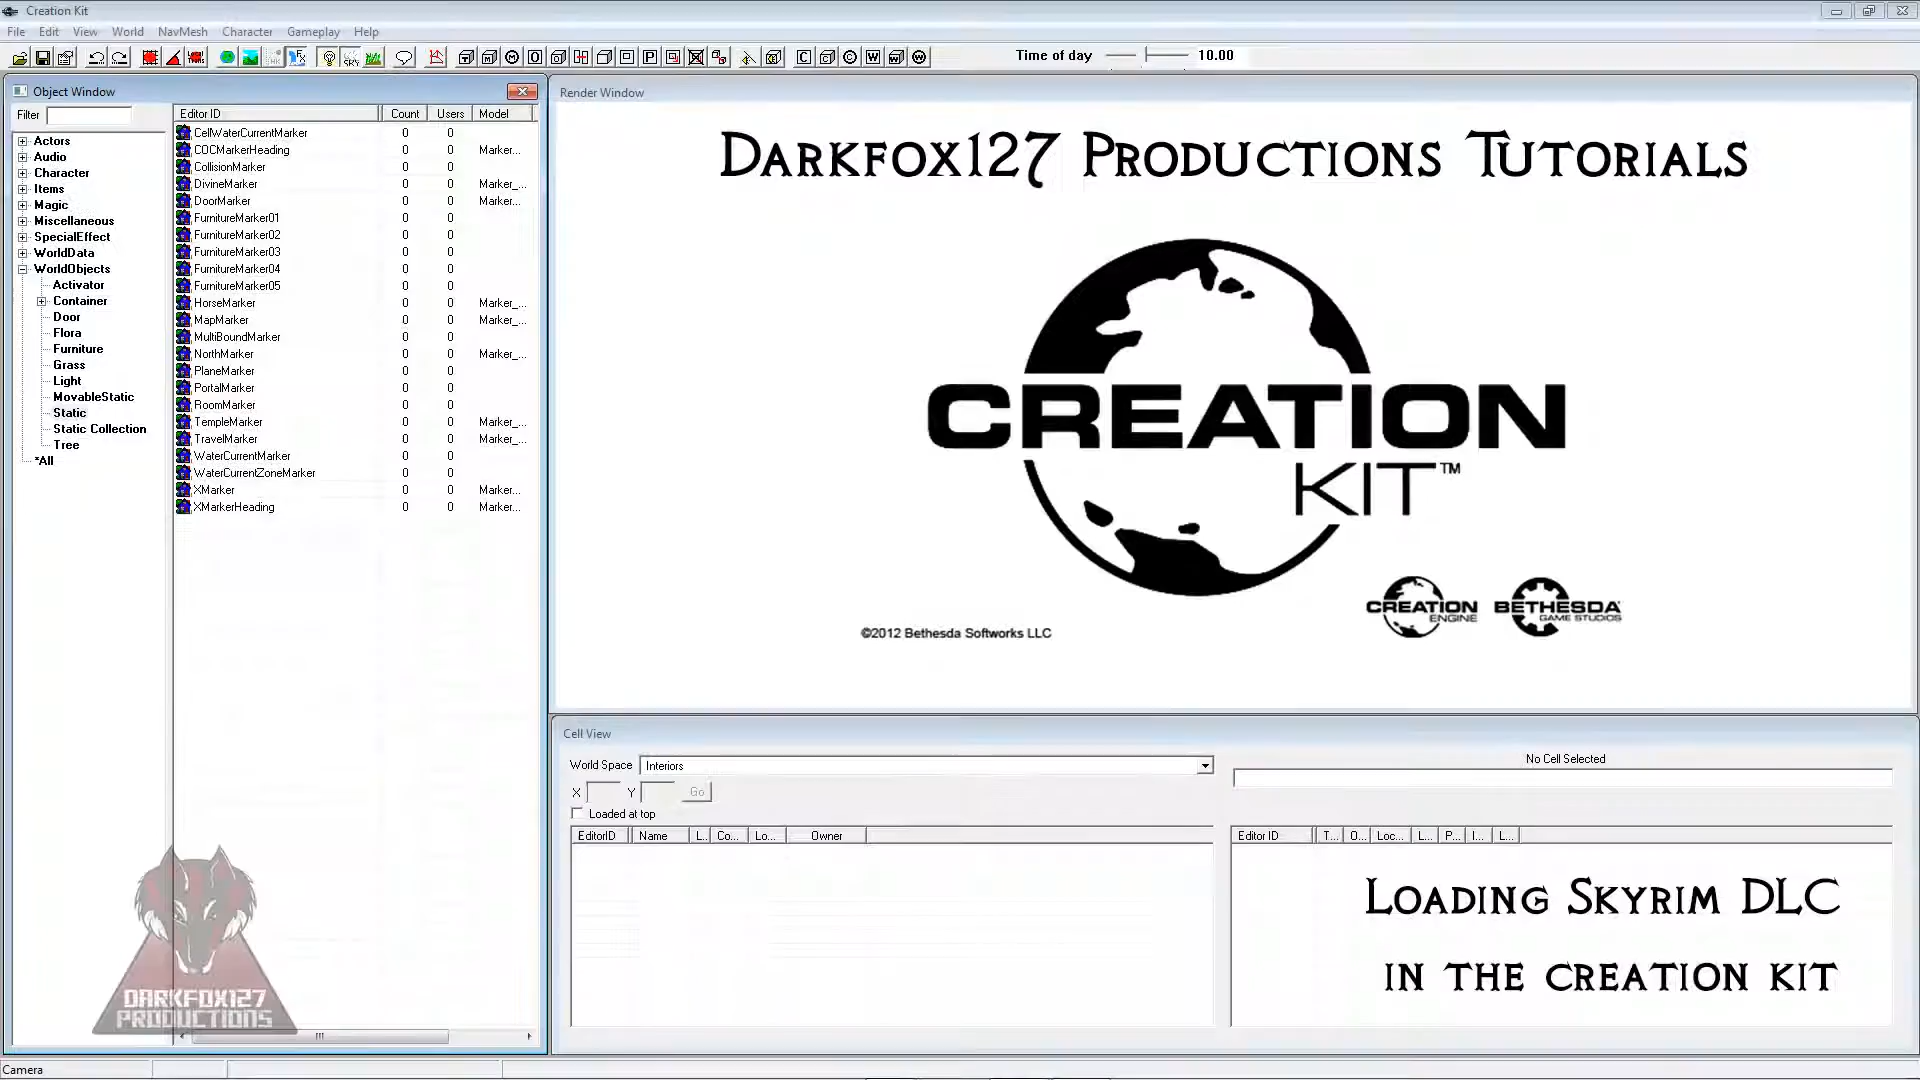 Creation Kit
File Edit View World NavMesh Character Gameplay Help
Time of day 10.00
Object Window
Filter
Actors
Audio
Character
Items
Magic
Miscellaneous
SpecialEffect
WorldData
WorldObjects
Activator
Container
Door
Flora
Furniture
Grass
Light
MovableStatic
Static
Static Collection
Tree
*All
Editor ID Count Users Model
CellWaterCurrentMarker 0 0
COCMarkerHeading 0 0 Marker...
CollisionMarker 0 0
DivineMarker 0 0 Marker_...
DoorMarker 0 0 Marker...
FurnitureMarker01 0 0
FurnitureMarker02 0 0
FurnitureMarker03 0 0
FurnitureMarker04 0 0
FurnitureMarker05 0 0
HorseMarker 0 0 Marker_...
MapMarker 0 0 Marker_...
MultiBoundMarker 0 0
NorthMarker 0 0 Marker_...
PlaneMarker 0 0
PortalMarker 0 0
RoomMarker 0 0
TempleMarker 0 0 Marker_...
TravelMarker 0 0 Marker_...
WaterCurrentMarker 0 0
WaterCurrentZoneMarker 0 0
XMarker 0 0 Marker...
XMarkerHeading 0 0 Marker...
DARKFOX127
PRODUCTIONS
Render Window
Darkfox127 Productions Tutorials
CREATION
KIT™
CREATION
ENGINE
BETHESDA
GAME STUDIOS
©2012 Bethesda Softworks LLC
Cell View
World Space Interiors
X Y Go
Loaded at top
EditorID Name L.. Co... Lo... Owner
No Cell Selected
Editor ID T... O... Loc... L... P... I... L...
Loading Skyrim DLC
in the creation kit
Camera